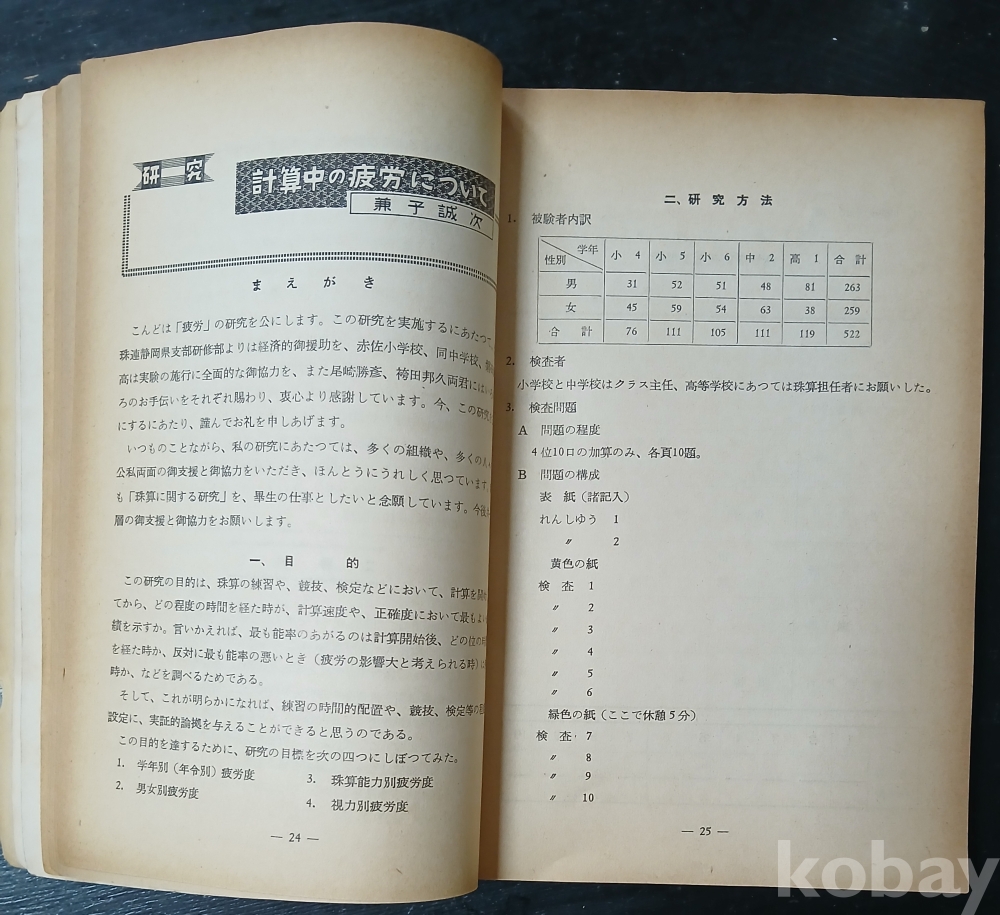 研究
計算中の疲労について
兼子誠次
まえがき
こんどは「疲労」の研究を公にします。この研究を実施するにあたつて
珠連静岡県支部研修部よりは経済的御援助を、赤佐小学校、同中学校、
高は実験の施行に全面的な御協力を、また尾崎勝彦、袴田邦久両君には
ろのお手伝いをそれぞれ賜わり、衷心より感謝しています。今、この研究
にするにあたり、謹んでお礼を申しあげます。
いつものことながら、私の研究にあたつては、多くの組織や、多くの
公私両面の御支援と御協力をいただき、ほんとうにうれしく思つています。
も「珠算に関する研究」を、畢生の仕事としたいと念願しています。今後
層の御支援と御協力をお願いします。
一、目的
この研究の目的は、珠算の練習や、競技、検定などにおいて、計算を
てから、どの程度の時間を経た時が、計算速度や、正確度において最もよい
績を示すか。言いかえれば、最も能率のあがるのは計算開始後、どの位の
を経た時か、反対に最も能率の悪いとき（疲労の影響大と考えられる時）は
時か、などを調べるためである。
そして、これが明らかになれば、練習の時間的配置や、競技、検定等の
設定に、実証的論拠を与えることができると思うのである。
この目的を達するために、研究の目標を次の四つにしぼつてみた。
1. 学年別（年令別）疲労度
2. 男女別疲労度
3. 珠算能力別疲労度
4. 視力別疲労度
— 24 —
二、研究方法
1. 被験者内訳
学年 性別 小4 小5 小6 中2 高1 合計
男 31 52 51 48 81 263
女 45 59 54 63 38 259
合計 76 111 105 111 119 522
2. 検査者
小学校と中学校はクラス主任、高等学校にあつては珠算担任者にお願いした。
3. 検査問題
A 問題の程度
4位10口の加算のみ、各頁10題。
B 問題の構成
表 紙（諸記入）
れんしゆう 1
〃 2
黄色の紙
検 査 1
〃 2
〃 3
〃 4
〃 5
〃 6
緑色の紙（ここで休憩5分）
検 査 7
〃 8
〃 9
〃 10
— 25 —
kobay